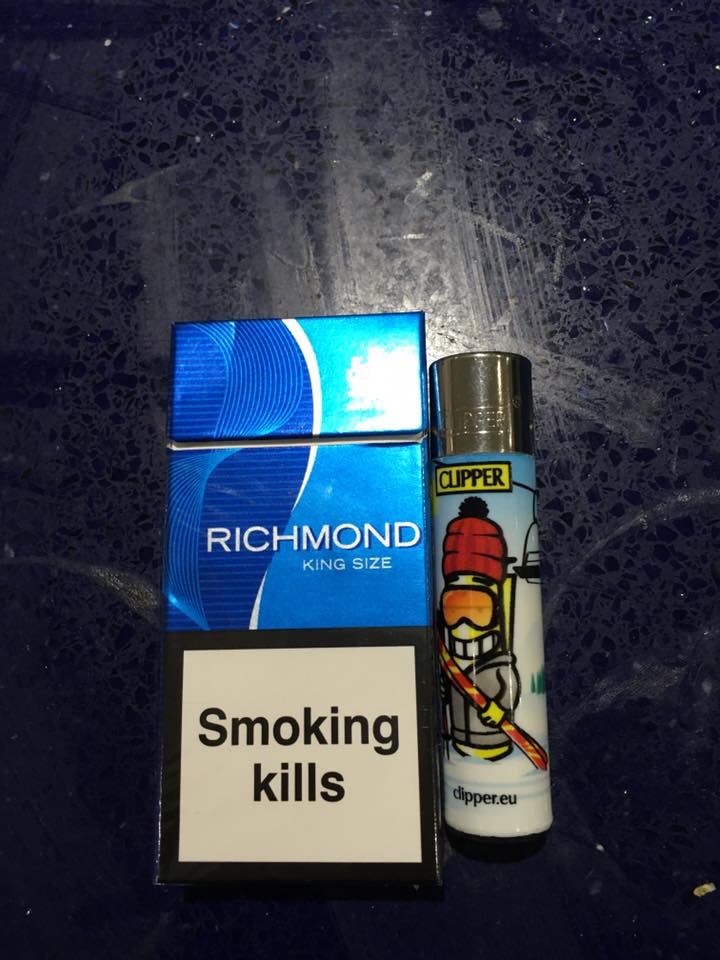 RICHMOND
KING SIZE
Smoking
kills
CLIPPER
clipper.eu